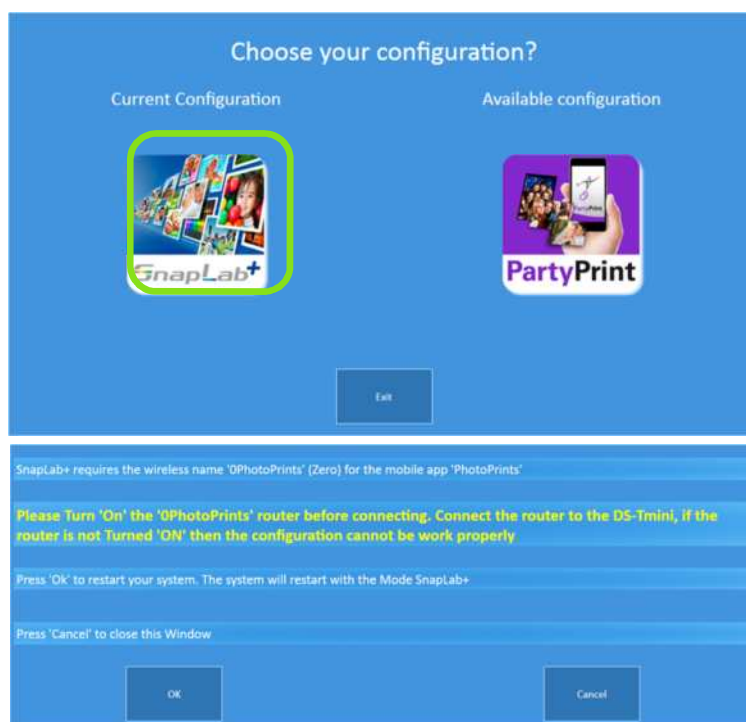 Choose your configuration?
Current Configuration
Available configuration
SnapLab+
PartyPrint
PartyPrint
Exit
SnapLab+ requires the wireless name '0PhotoPrints' (Zero) for the mobile app 'PhotoPrints'
Please Turn 'On' the '0PhotoPrints' router before connecting. Connect the router to the DS-Tmini, if the
router is not Turned 'ON' then the configuration cannot be work properly
Press 'Ok' to restart your system. The system will restart with the Mode SnapLab+
Press 'Cancel' to close this Window
OK
Cancel